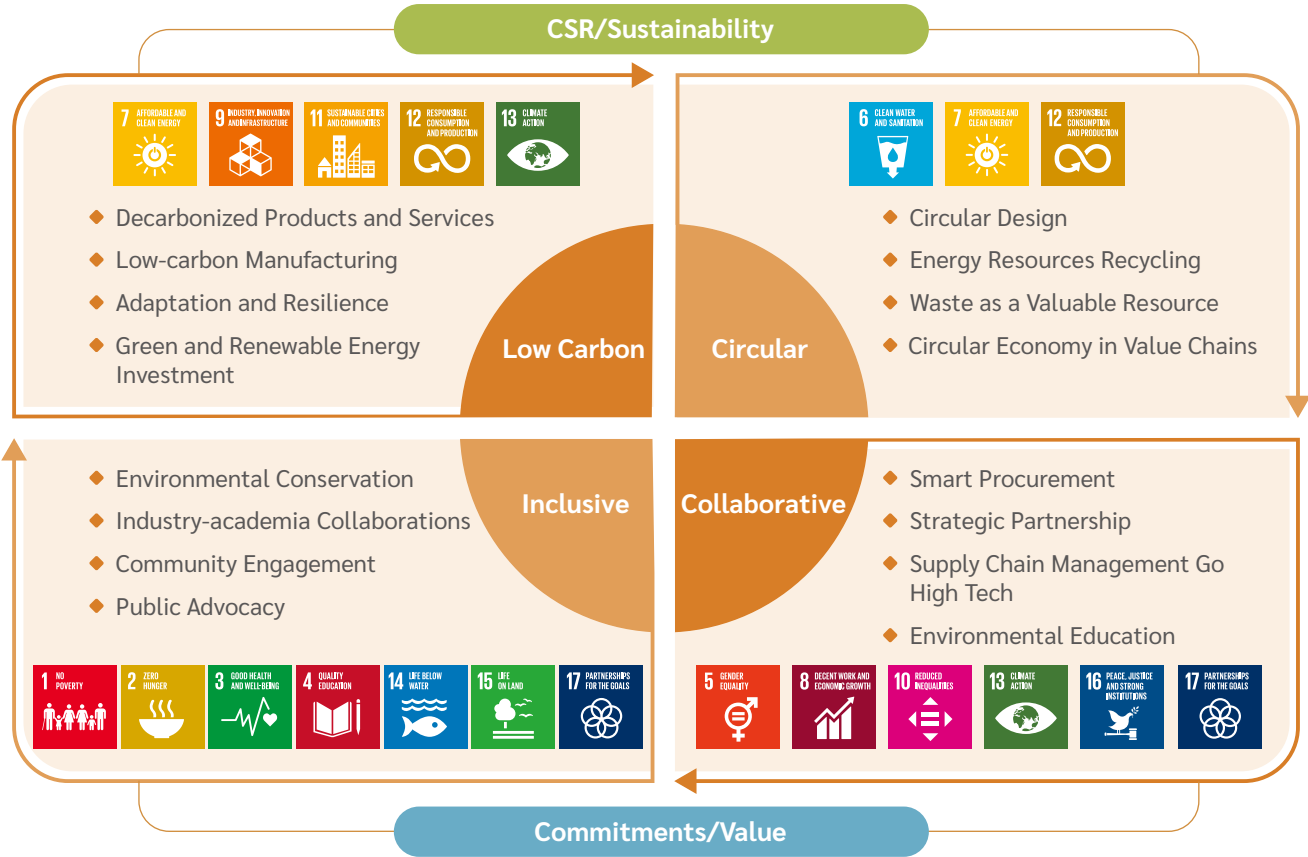 CSR/Sustainability
7 AFFORDABLE AND
CLEAN ENERGY
9 INDUSTRY, INNOVATION
AND INFRASTRUCTURE
11 SUSTAINABLE CITIES
AND COMMUNITIES
12 RESPONSIBLE
CONSUMPTION
AND PRODUCTION
13 CLIMATE
ACTION
Decarbonized Products and Services
Low-carbon Manufacturing
Adaptation and Resilience
Green and Renewable Energy
Investment
Low Carbon
6 CLEAN WATER
AND SANITATION
7 AFFORDABLE AND
CLEAN ENERGY
12 RESPONSIBLE
CONSUMPTION
AND PRODUCTION
Circular Design
Energy Resources Recycling
Waste as a Valuable Resource
Circular Economy in Value Chains
Circular
Environmental Conservation
Industry-academia Collaborations
Community Engagement
Public Advocacy
Inclusive
1 NO
POVERTY
2 ZERO
HUNGER
3 GOOD HEALTH
AND WELL-BEING
4 QUALITY
EDUCATION
14 LIFE BELOW
WATER
15 LIFE
ON LAND
17 PARTNERSHIPS
FOR THE GOALS
Collaborative
Smart Procurement
Strategic Partnership
Supply Chain Management Go
High Tech
Environmental Education
5 GENDER
EQUALITY
8 DECENT WORK AND
ECONOMIC GROWTH
10 REDUCED
INEQUALITIES
13 CLIMATE
ACTION
16 PEACE, JUSTICE
AND STRONG
INSTITUTIONS
17 PARTNERSHIPS
FOR THE GOALS
Commitments/Value